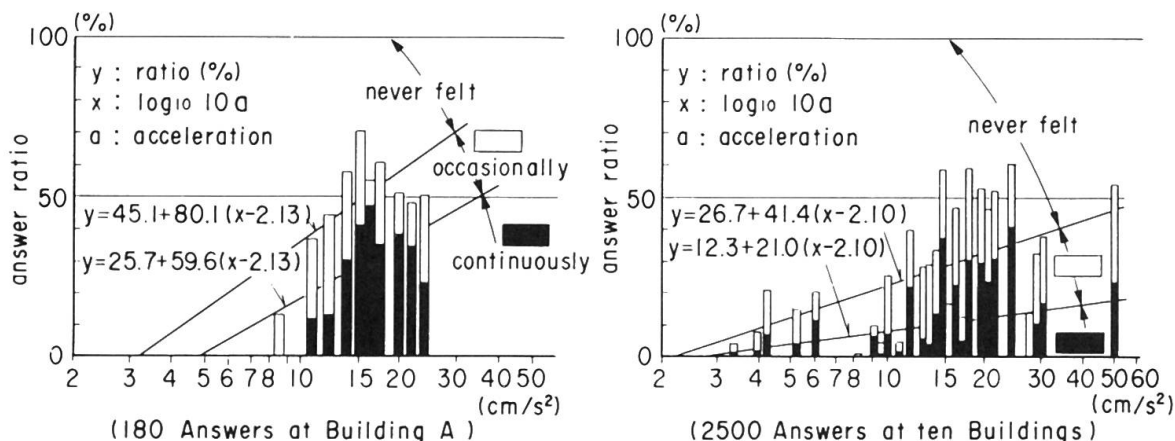 (%)
100
y : ratio (%)
x : log10 10a
a : acceleration
never felt
occasionally
50
y=45.1+80.1(x-2.13)
y=25.7+59.6(x-2.13)
continuously
answer ratio
0
2 3 4 5 6 7 8 10 15 20 30 40 50
(cm/s²)
(180 Answers at Building A)
(%)
100
y : ratio (%)
x : log10 10a
a : acceleration
never felt
50
y=26.7+41.4(x-2.10)
y=12.3+21.0(x-2.10)
answer ratio
0
2 3 4 5 6 7 8 10 15 20 30 40 50 60
(cm/s²)
(2500 Answers at ten Buildings)